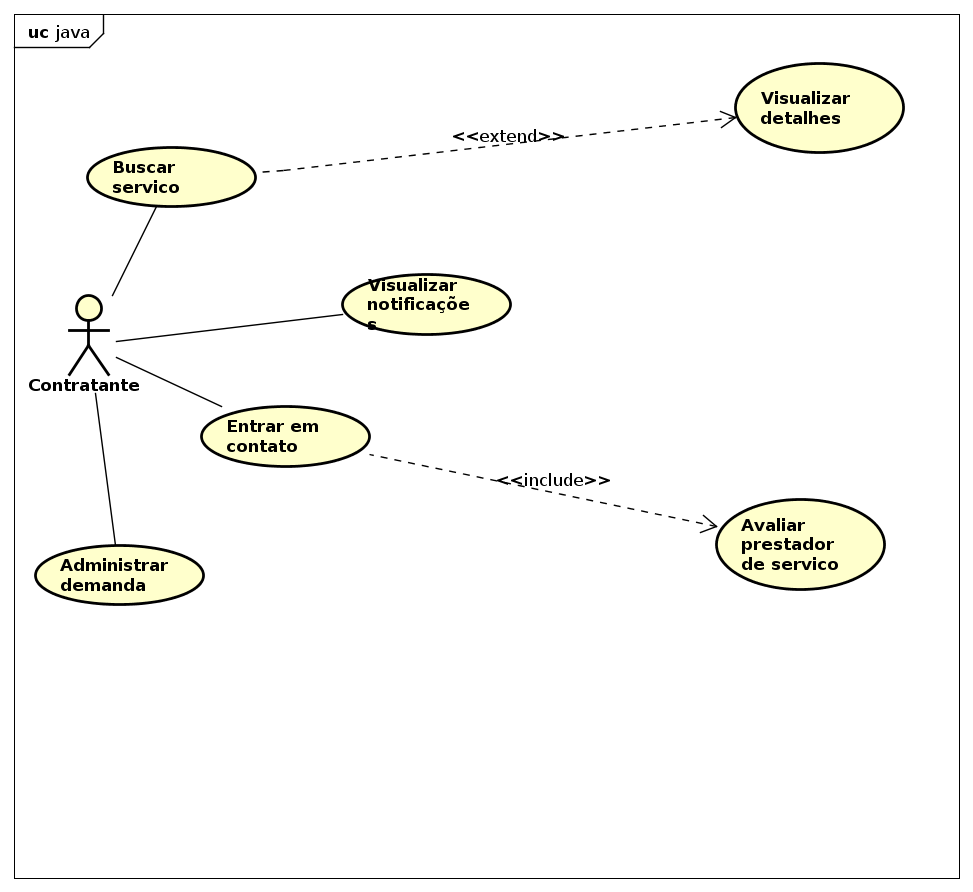 uc java
Visualizar
detalhes
<<extend>>
Buscar
servico
Visualizar
notificaçõe
s
Contratante
Entrar em
contato
<<include>>
Avaliar
prestador
de servico
Administrar
demanda